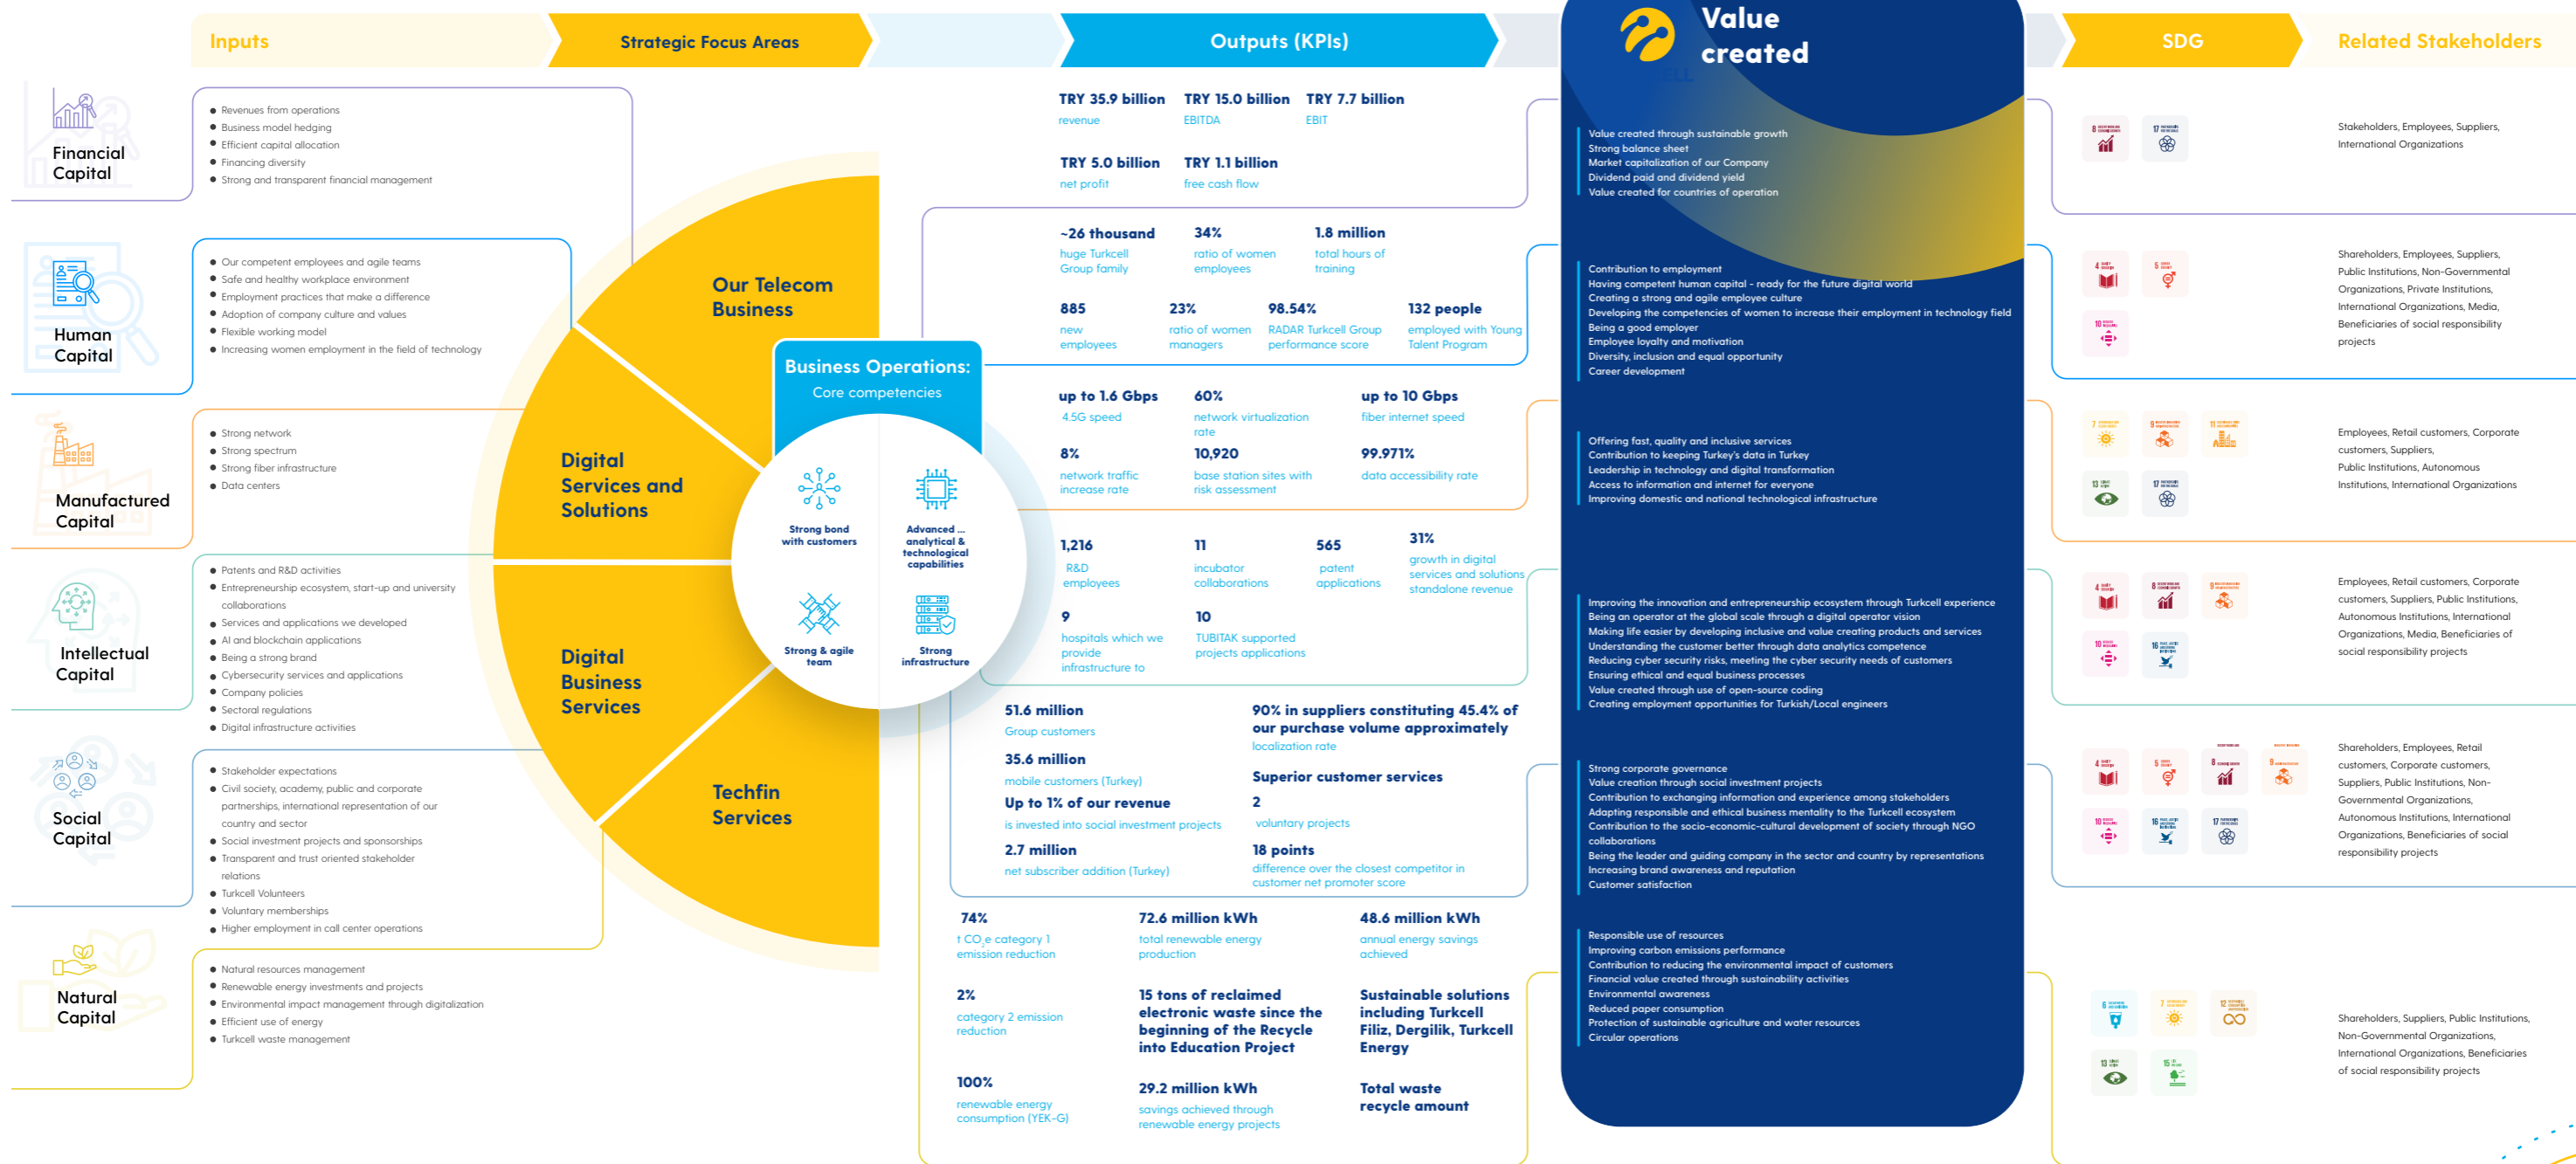 Inputs
Strategic Focus Areas
Outputs (KPIs)
Value
created
SDG
Related Stakeholders
Financial
Capital
Revenues from operations
Business model hedging
Efficient capital allocation
Financing diversity
Strong and transparent financial management
Human
Capital
Our competent employees and agile teams
Safe and healthy workplace environment
Employment practices that make a difference
Adoption of company culture and values
Flexible working model
Increasing women employment in the field of technology
Manufactured
Capital
Strong network
Strong spectrum
Strong fiber infrastructure
Data centers
Intellectual
Capital
Patents and R&D activities
Entrepreneurship ecosystem, start-up and university
collaborations
Services and applications we developed
AI and blockchain applications
Being a strong brand
Cybersecurity services and applications
Company policies
Sectoral regulations
Digital infrastructure activities
Social
Capital
Stakeholder expectations
Civil society, academy, public and corporate
partnerships, international representation of our
country and sector
Social investment projects and sponsorships
Transparent and trust oriented stakeholder
relations
Turkcell Volunteers
Voluntary memberships
Higher employment in call center operations
Natural
Capital
Natural resources management
Renewable energy investments and projects
Environmental impact management through digitalization
Efficient use of energy
Turkcell waste management
Our Telecom
Business
Digital
Services and
Solutions
Digital
Business
Services
Techfin
Services
Business Operations:
Core competencies
Strong bond
with customers
Advanced ...
analytical &
technological
capabilities
Strong & agile
team
Strong
infrastructure
TRY 35.9 billion
revenue
TRY 15.0 billion
EBITDA
TRY 7.7 billion
EBIT
TRY 5.0 billion
net profit
TRY 1.1 billion
free cash flow
~26 thousand
huge Turkcell
Group family
34%
ratio of women
employees
1.8 million
total hours of
training
885
new
employees
23%
ratio of women
managers
98.54%
RADAR Turkcell Group
performance score
132 people
employed with Young
Talent Program
up to 1.6 Gbps
4.5G speed
60%
network virtualization
rate
up to 10 Gbps
fiber internet speed
8%
network traffic
increase rate
10,920
base station sites with
risk assessment
99.971%
data accessibility rate
1,216
R&D
employees
11
incubator
collaborations
565
patent
applications
31%
growth in digital
services and solutions
standalone revenue
9
hospitals which we
provide
infrastructure to
10
TUBITAK supported
projects applications
51.6 million
Group customers
35.6 million
mobile customers (Turkey)
Up to 1% of our revenue
is invested into social investment projects
2.7 million
net subscriber addition (Turkey)
90% in suppliers constituting 45.4% of
our purchase volume approximately
localization rate
Superior customer services
2
voluntary projects
18 points
difference over the closest competitor in
customer net promoter score
74%
t CO2e category 1
emission reduction
72.6 million kWh
total renewable energy
production
48.6 million kWh
annual energy savings
achieved
2%
category 2 emission
reduction
15 tons of reclaimed
electronic waste since the
beginning of the Recycle
into Education Project
Sustainable solutions
including Turkcell
Filiz, Dergilik, Turkcell
Energy
100%
renewable energy
consumption (YEK-G)
29.2 million kWh
savings achieved through
renewable energy projects
Total waste
recycle amount
Value created through sustainable growth
Strong balance sheet
Market capitalization of our Company
Dividend paid and dividend yield
Value created for countries of operation
Contribution to employment
Having competent human capital - ready for the future digital world
Creating a strong and agile employee culture
Developing the competencies of women to increase their employment in technology field
Being a good employer
Employee loyalty and motivation
Diversity, inclusion and equal opportunity
Career development
Offering fast, quality and inclusive services
Contribution to keeping Turkey's data in Turkey
Leadership in technology and digital transformation
Access to information and internet for everyone
Improving domestic and national technological infrastructure
Improving the innovation and entrepreneurship ecosystem through Turkcell experience
Being an operator at the global scale through a digital operator vision
Making life easier by developing inclusive and value creating products and services
Understanding the customer better through data analytics competence
Reducing cyber security risks, meeting the cyber security needs of customers
Ensuring ethical and equal business processes
Value created through use of open-source coding
Creating employment opportunities for Turkish/Local engineers
Strong corporate governance
Value creation through social investment projects
Contribution to exchanging information and experience among stakeholders
Adapting responsible and ethical business mentality to the Turkcell ecosystem
Contribution to the socio-economic-cultural development of society through NGO
collaborations
Being the leader and guiding company in the sector and country by representations
Increasing brand awareness and reputation
Customer satisfaction
Responsible use of resources
Improving carbon emissions performance
Contribution to reducing the environmental impact of customers
Financial value created through sustainability activities
Environmental awareness
Reduced paper consumption
Protection of sustainable agriculture and water resources
Circular operations
8
17
Stakeholders, Employees, Suppliers,
International Organizations
4
5
10
Shareholders, Employees, Suppliers,
Public Institutions, Non-Governmental
Organizations, Private Institutions,
International Organizations, Media,
Beneficiaries of social responsibility
projects
7
9
11
13
17
Employees, Retail customers, Corporate
customers, Suppliers,
Public Institutions, Autonomous
Institutions, International Organizations
4
8
9
10
16
Employees, Retail customers, Corporate
customers, Suppliers, Public Institutions,
Autonomous Institutions, International
Organizations, Media, Beneficiaries of
social responsibility projects
4
5
8
9
10
16
17
Shareholders, Employees, Retail
customers, Corporate customers,
Suppliers, Public Institutions, Non-
Governmental Organizations,
Autonomous Institutions, International
Organizations, Beneficiaries of social
responsibility projects
6
7
12
13
15
Shareholders, Suppliers, Public Institutions,
Non-Governmental Organizations,
International Organizations, Beneficiaries
of social responsibility projects